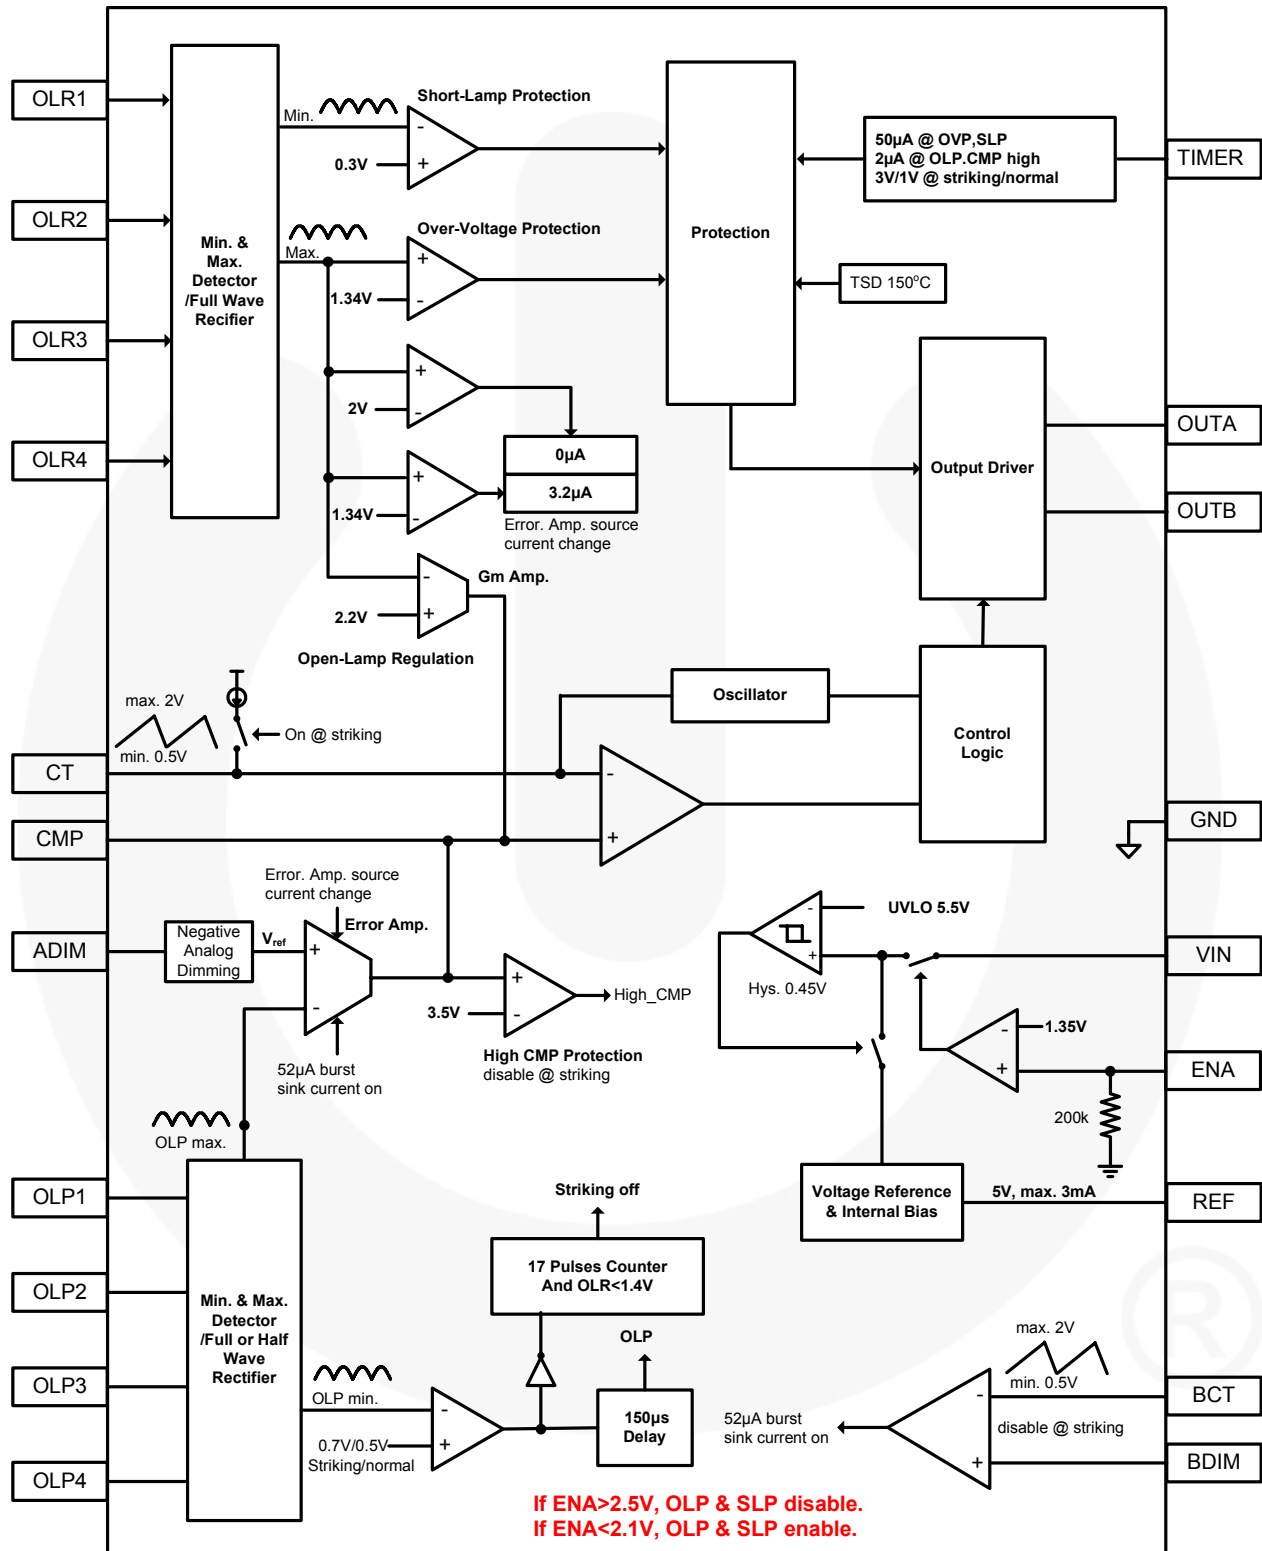 OLR1
OLR2
OLR3
OLR4
Min. &
Max.
Detector
/Full Wave
Recifier
Min.
Max.
Short-Lamp Protection
-
+
0.3V
Over-Voltage Protection
+
-
1.34V
+
-
2V
+
-
1.34V
0µA
3.2µA
Error. Amp. source
current change
-
+
2.2V
Gm Amp.
Open-Lamp Regulation
Protection
50µA @ OVP,SLP
2µA @ OLP.CMP high
3V/1V @ striking/normal
TIMER
TSD 150°C
Output Driver
OUTA
OUTB
max. 2V
min. 0.5V
On @ striking
CT
CMP
Oscillator
-
+
Control
Logic
GND
Error. Amp. source
current change
Error Amp.
ADIM
Negative
Analog
Dimming
Vref
+
-
52µA burst
sink current on
+
-
3.5V
High_CMP
High CMP Protection
disable @ striking
-
+
UVLO 5.5V
Hys. 0.45V
VIN
-
+
1.35V
ENA
200k
Voltage Reference
& Internal Bias
5V, max. 3mA
REF
OLP max.
OLP1
OLP2
OLP3
OLP4
Min. & Max.
Detector
/Full or Half
Wave
Rectifier
OLP min.
-
+
0.7V/0.5V
Striking/normal
Striking off
17 Pulses Counter
And OLR<1.4V
OLP
150µs
Delay
52µA burst
sink current on
max. 2V
min. 0.5V
-
+
disable @ striking
BCT
BDIM
If ENA>2.5V, OLP & SLP disable.
If ENA<2.1V, OLP & SLP enable.
®